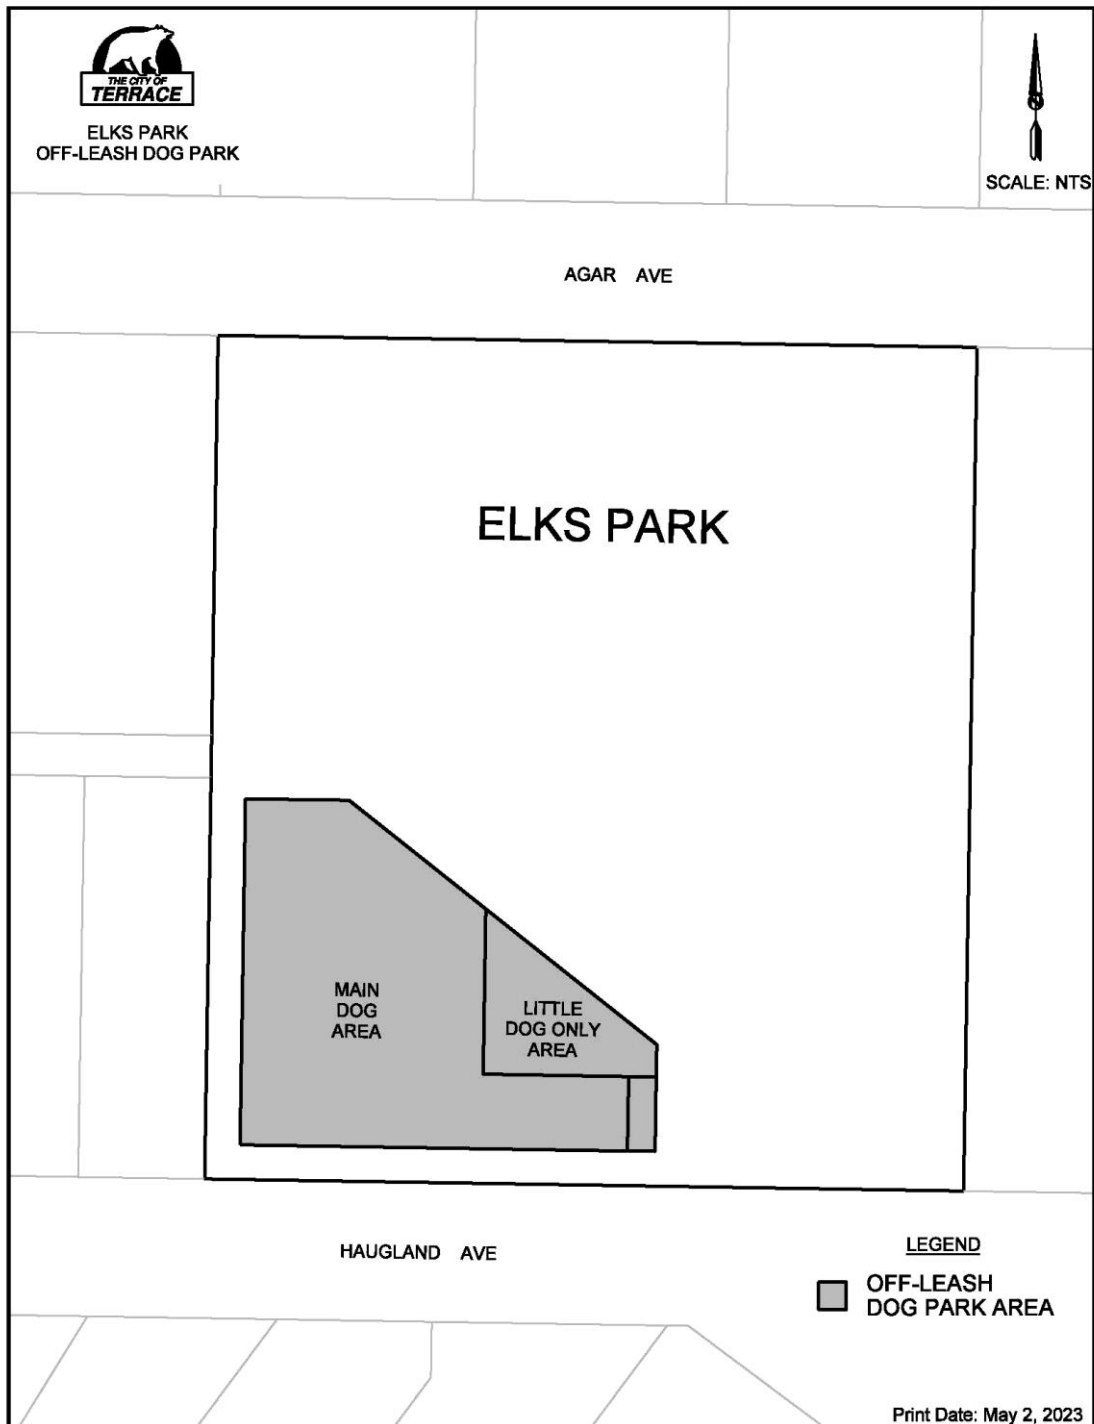 THE CITY OF
TERRACE
ELKS PARK
OFF-LEASH DOG PARK
N
SCALE: NTS
AGAR AVE
ELKS PARK
MAIN
DOG
AREA
LITTLE
DOG ONLY
AREA
HAUGLAND AVE
LEGEND
OFF-LEASH
DOG PARK AREA
Print Date: May 2, 2023